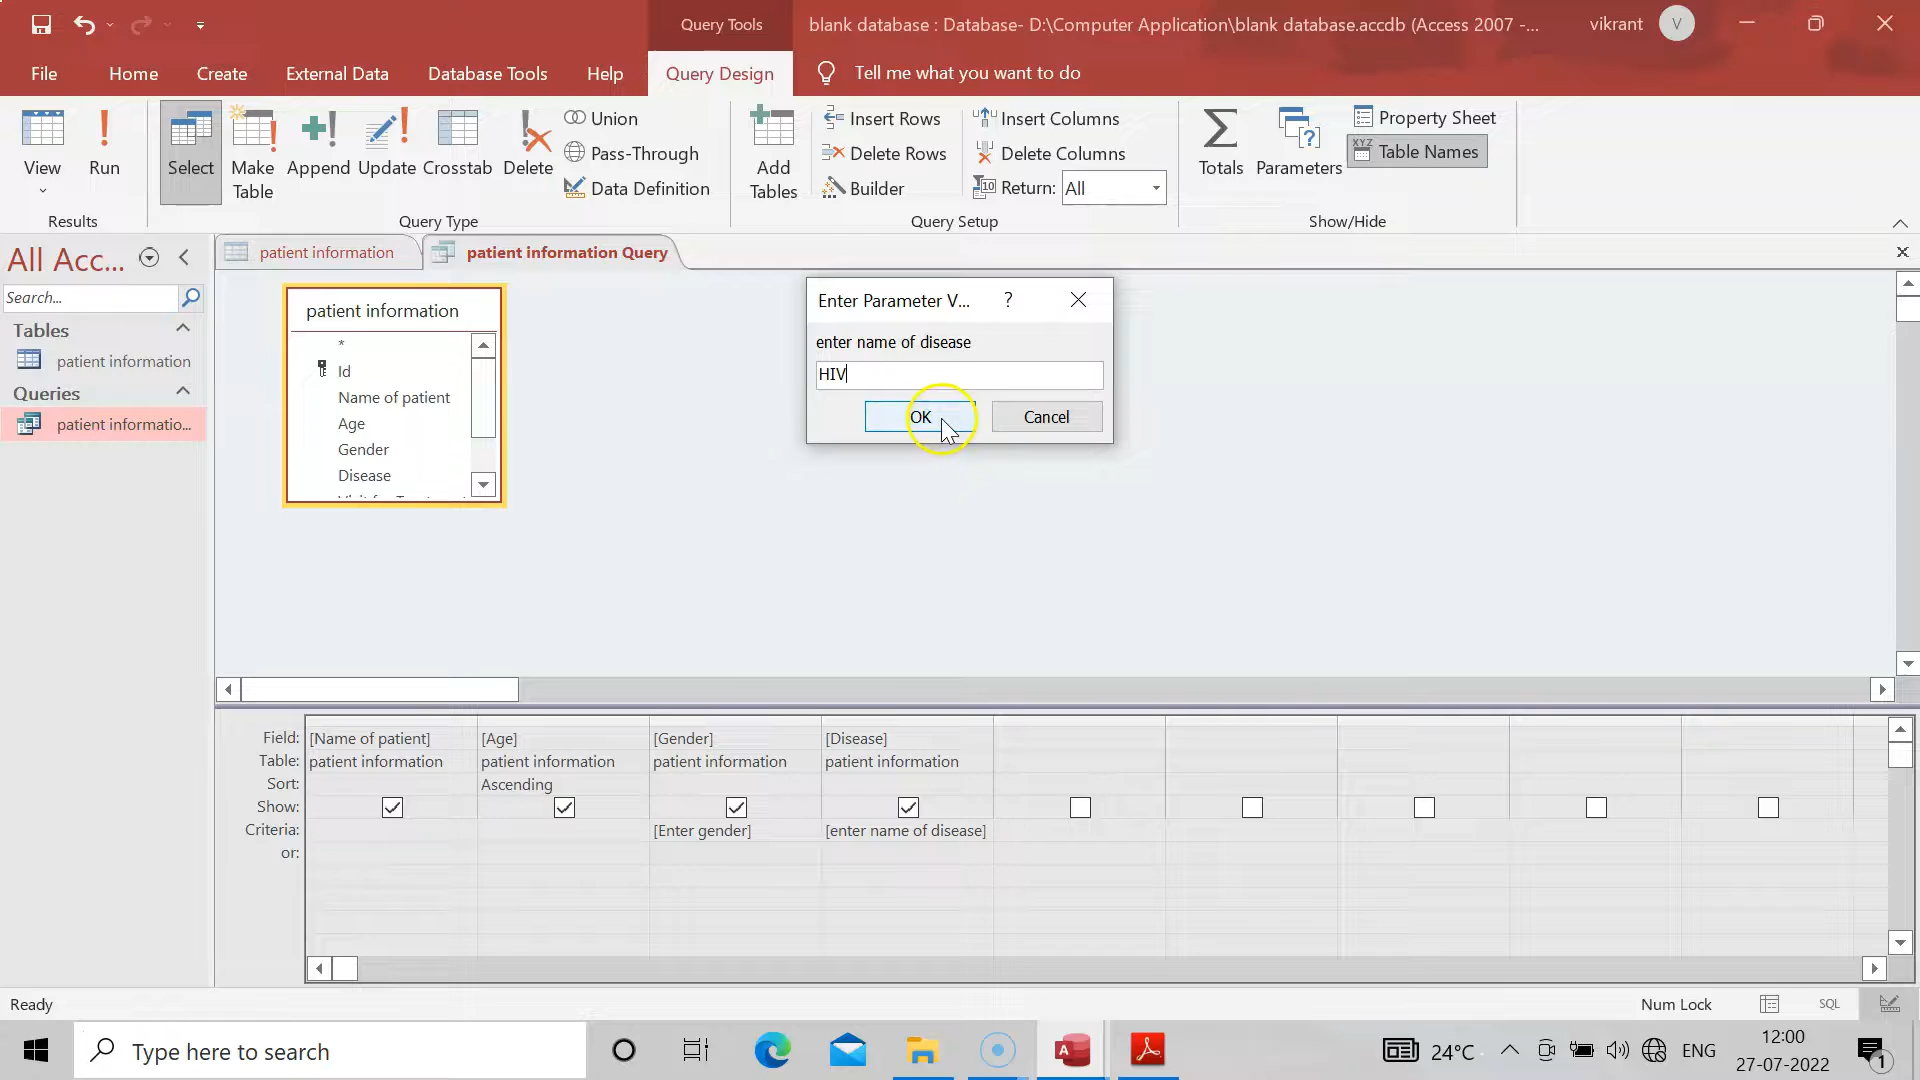 Query Tools
blank database : Database- D:\Computer Application\blank database.accdb (Access 2007 -...
vikrant
V
File
Home
Create
External Data
Database Tools
Help
Query Design
Tell me what you want to do
View
Run
Select
Make Table
Append
Update
Crosstab
Delete
Union
Pass-Through
Data Definition
Add Tables
Insert Rows
Delete Rows
Builder
Insert Columns
Delete Columns
Return: All
Totals
Parameters
Property Sheet
XYZ Table Names
Results
Query Type
Query Setup
Show/Hide
All Acc...
Search...
Tables
patient information
Queries
patient informatio...
patient information
patient information Query
patient information
*
Id
Name of patient
Age
Gender
Disease
Enter Parameter V...
?
enter name of disease
HIV
OK
Cancel
Field: [Name of patient] [Age] [Gender] [Disease]
Table: patient information patient information patient information patient information
Sort: Ascending
Show:
Criteria: [Enter gender] [enter name of disease]
or:
Ready
Num Lock
SQL
Type here to search
24°C
ENG
12:00
27-07-2022
1